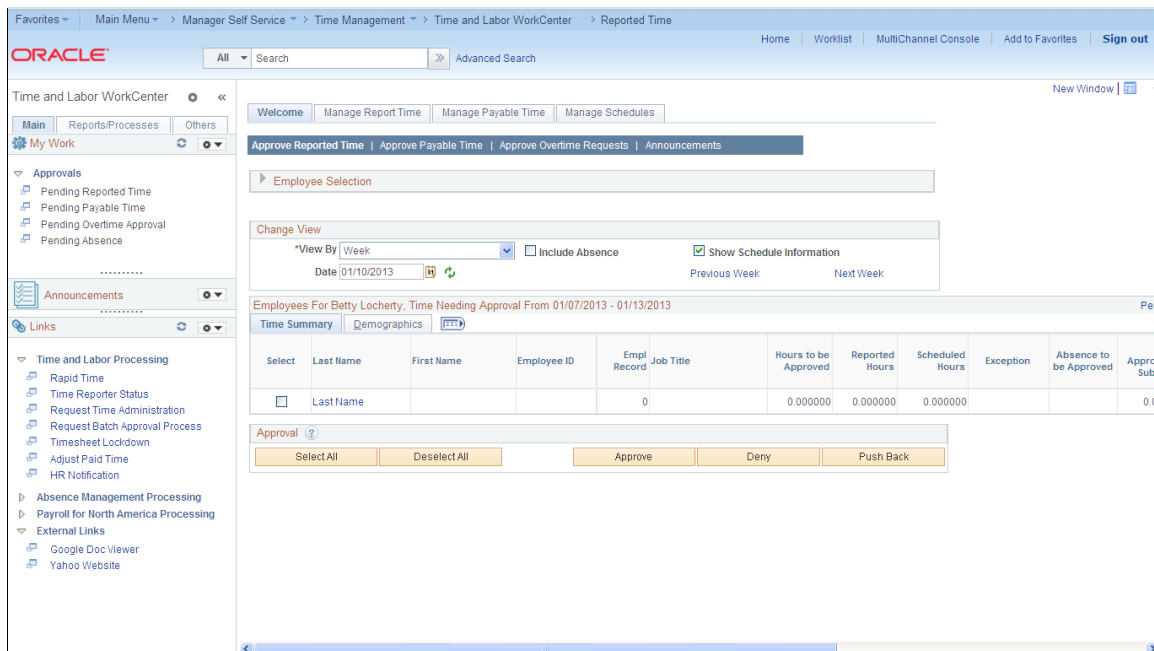 Favorites Main Menu > Manager Self Service > Time Management > Time and Labor WorkCenter > Reported Time
Home Worklist MultiChannel Console Add to Favorites Sign out
ORACLE
All Search >> Advanced Search
New Window
Time and Labor WorkCenter «
Main Reports/Processes Others
My Work
Approvals
Pending Reported Time
Pending Payable Time
Pending Overtime Approval
Pending Absence
Announcements
Links
Time and Labor Processing
Rapid Time
Time Reporter Status
Request Time Administration
Request Batch Approval Process
Timesheet Lockdown
Adjust Paid Time
HR Notification
Absence Management Processing
Payroll for North America Processing
External Links
Google Doc Viewer
Yahoo Website
Welcome Manage Report Time Manage Payable Time Manage Schedules
Approve Reported Time | Approve Payable Time | Approve Overtime Requests | Announcements
Employee Selection
Change View
*View By Week Include Absence Show Schedule Information
Date 01/10/2013 Previous Week Next Week
Employees For Betty Locherty, Time Needing Approval From 01/07/2013 - 01/13/2013 Pe
Time Summary Demographics
Select Last Name First Name Employee ID Empl Record Job Title Hours to be Approved Reported Hours Scheduled Hours Exception Absence to be Approved Appro Sub
Last Name 0 0.000000 0.000000 0.000000 0.0
Approval ?
Select All Deselect All Approve Deny Push Back